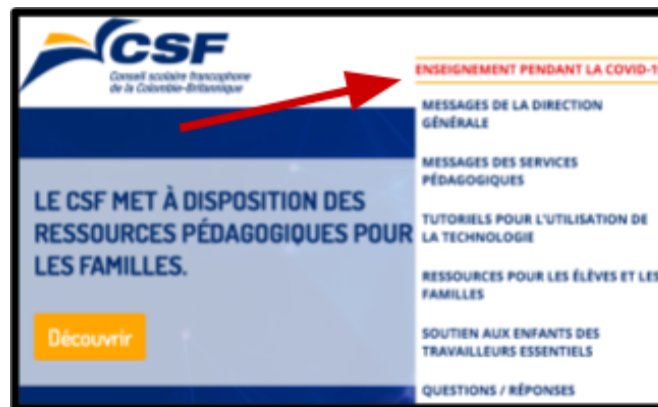 CSF
Conseil scolaire francophone
de la Colombie-Britannique
ENSEIGNEMENT PENDANT LA COVID-1
MESSAGES DE LA DIRECTION
GÉNÉRALE
MESSAGES DES SERVICES
PÉDAGOGIQUES
TUTORIELS POUR L'UTILISATION DE
LA TECHNOLOGIE
RESSOURCES POUR LES ÉLÈVES ET LES
FAMILLES
SOUTIEN AUX ENFANTS DES
TRAVAILLEURS ESSENTIELS
QUESTIONS / RÉPONSES
LE CSF MET À DISPOSITION DES
RESSOURCES PÉDAGOGIQUES POUR
LES FAMILLES.
Découvrir